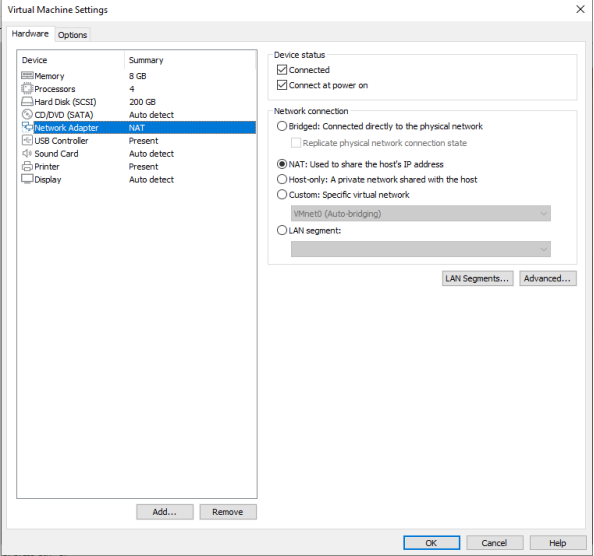 Virtual Machine Settings
Hardware Options
Device Summary
Memory 8 GB
Processors 4
Hard Disk (SCSI) 200 GB
CD/DVD (SATA) Auto detect
Network Adapter NAT
USB Controller Present
Sound Card Auto detect
Printer Present
Display Auto detect
Add... Remove
Device status
Connected
Connect at power on
Network connection
Bridged: Connected directly to the physical network
Replicate physical network connection state
NAT: Used to share the host's IP address
Host-only: A private network shared with the host
Custom: Specific virtual network
VMnet0 (Auto-bridging)
LAN segment:
LAN Segments... Advanced...
OK Cancel Help